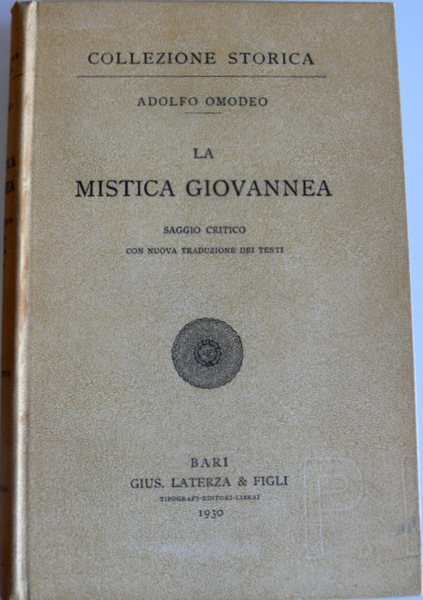 COLLEZIONE STORICA
ADOLFO OMODEO
LA
MISTICA GIOVANNEA
SAGGIO CRITICO
CON NUOVA TRADUZIONE DEI TESTI
BARI
GIUS. LATERZA & FIGLI
TIPOGRAFI-EDITORI-LIBRAI
1930